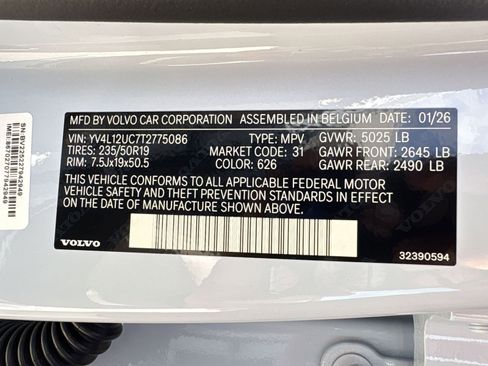 MFD BY VOLVO CAR CORPORATION ASSEMBLED IN BELGIUM 01/26
VIN: YV4L12UC7T2775086 TYPE: MPV GVWR: 5025 LB
TIRES: 235/50R19 MARKET CODE: 31 GAWR FRONT: 2645 LB
RIM: 7.5Jx19x50.5 COLOR: 626 GAWR REAR: 2490 LB
THIS VEHICLE CONFORMS TO ALL APPLICABLE FEDERAL MOTOR
VEHICLE SAFETY AND THEFT PREVENTION STANDARDS IN EFFECT ON THE
DATE OF MANUFACTURE SHOWN ABOVE.
VOLVO 32390594